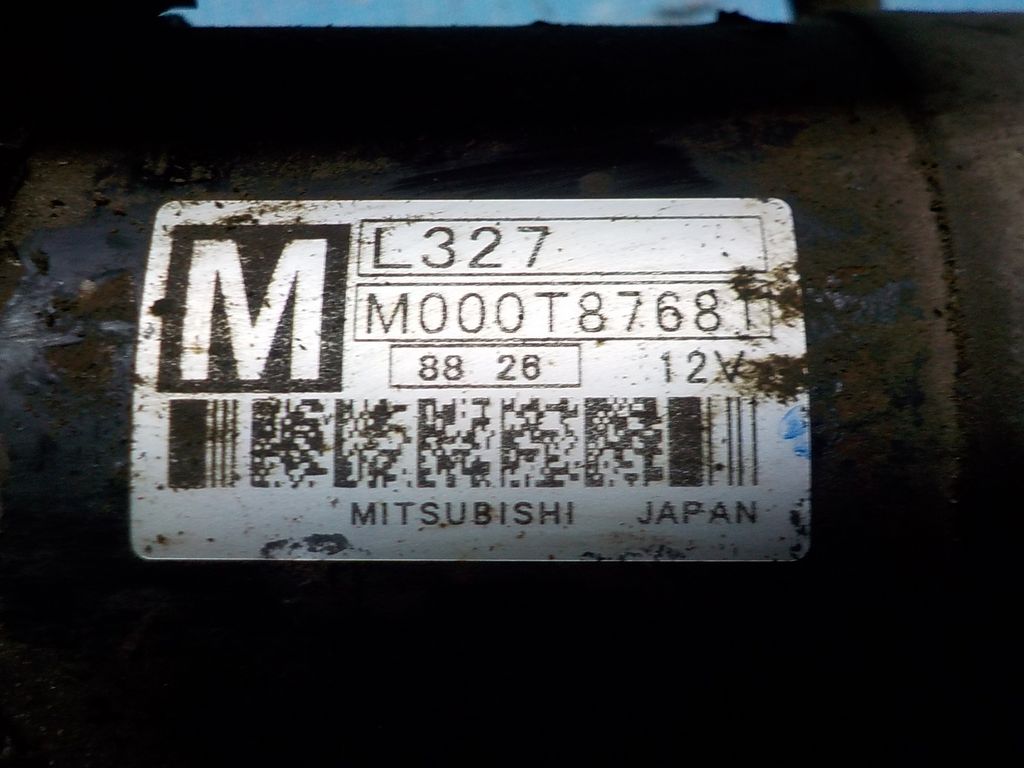 M
L327
M000T87681
88 26
12V
MITSUBISHI JAPAN